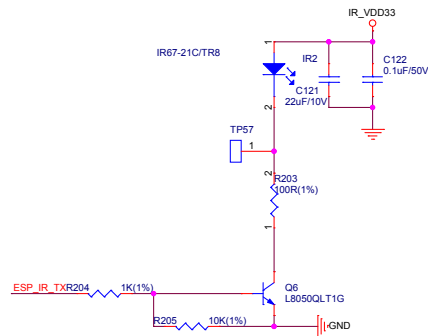 IR_VDD33
IR67-21C/TR8
1
IR2
C122
0.1uF/50V
C121
22uF/10V
2
TP57
1
2
R203
100R(1%)
1
ESP_IR_TX
R204
1K(1%)
Q6
L8050QLT1G
R205
10K(1%)
GND